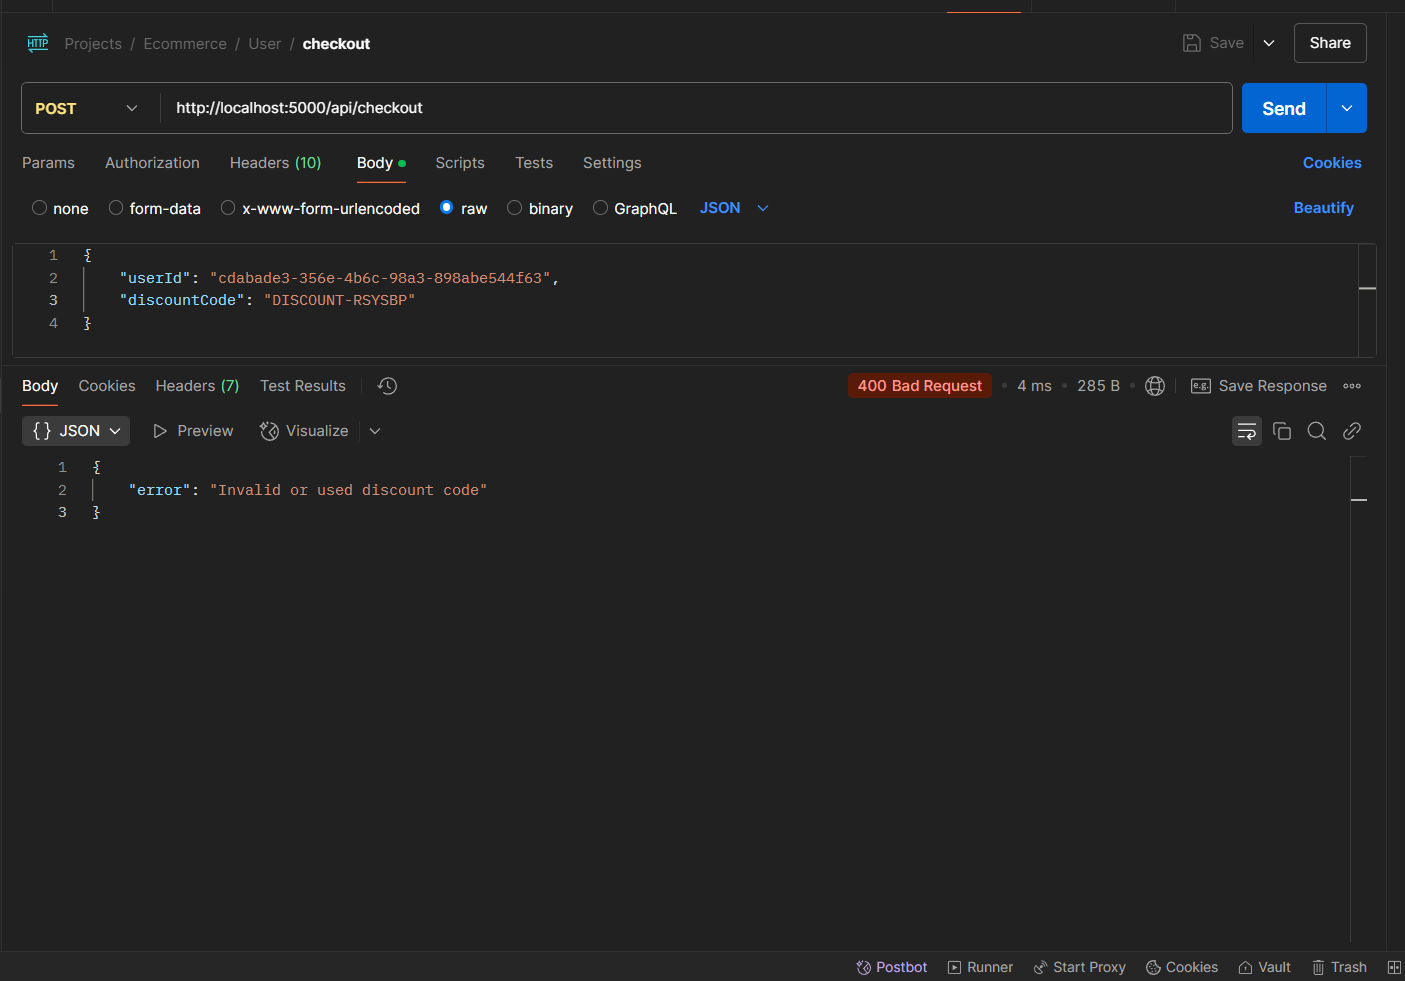 HTTP Projects / Ecommerce / User / checkout Save Share
POST http://localhost:5000/api/checkout Send
Params Authorization Headers (10) Body Scripts Tests Settings Cookies
none form-data x-www-form-urlencoded raw binary GraphQL JSON Beautify
1 {
2 "userId": "cdabade3-356e-4b6c-98a3-898abe544f63",
3 "discountCode": "DISCOUNT-RSYSBP"
4 }
Body Cookies Headers (7) Test Results 400 Bad Request 4 ms 285 B e.g. Save Response
{} JSON Preview Visualize
1 {
2 "error": "Invalid or used discount code"
3 }
Postbot Runner Start Proxy Cookies Vault Trash